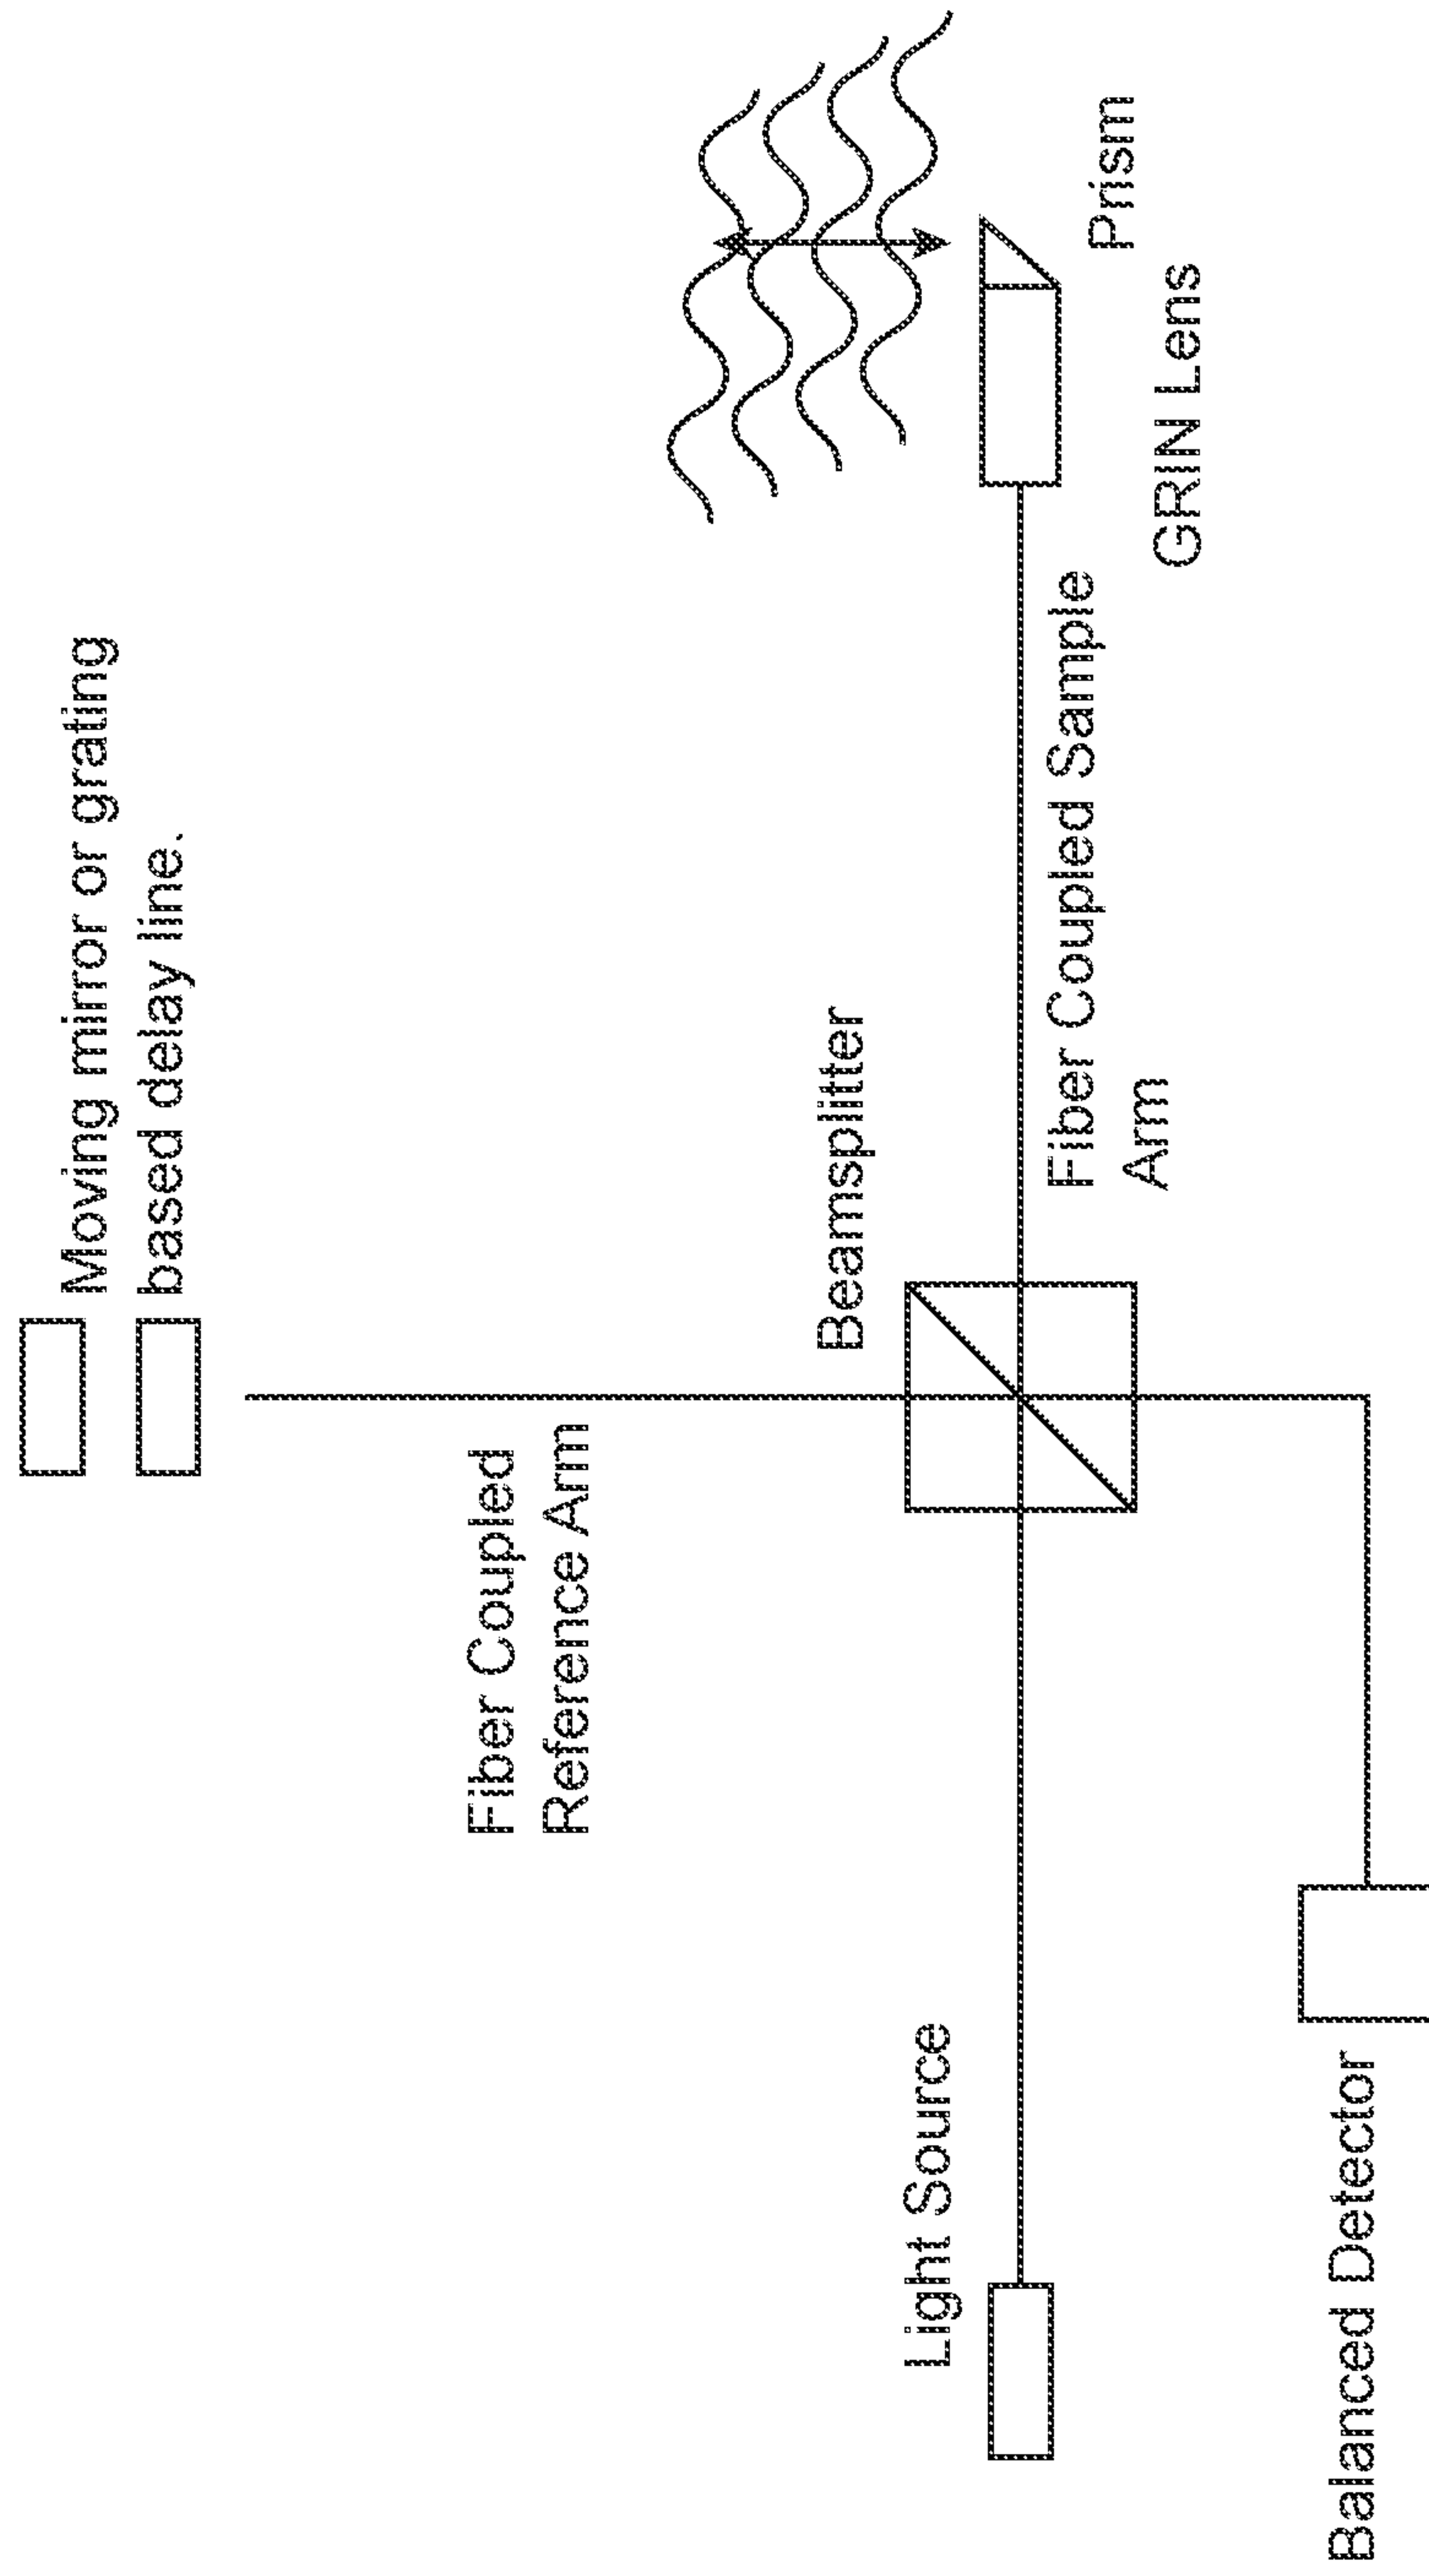 Moving mirror or grating
based delay line.
Fiber Coupled
Reference Arm
Beamsplitter
Light Source
Fiber Coupled Sample
Arm
Prism
GRIN Lens
Balanced Detector